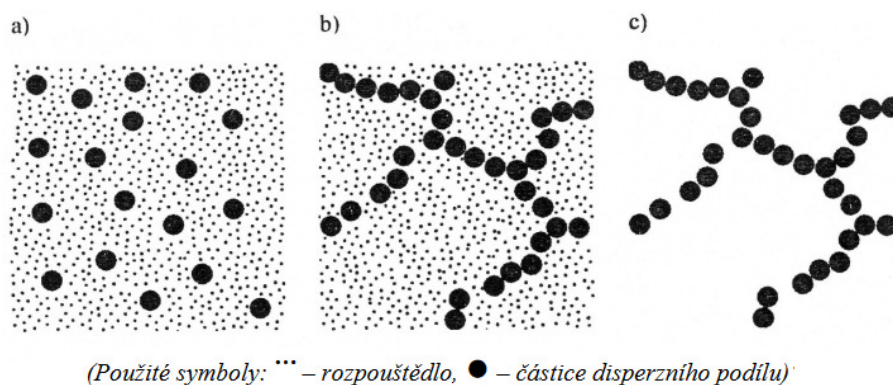 a)
b)
c)
(Použité symboly: ··· – rozpouštědlo, ● – částice disperzního podílu)